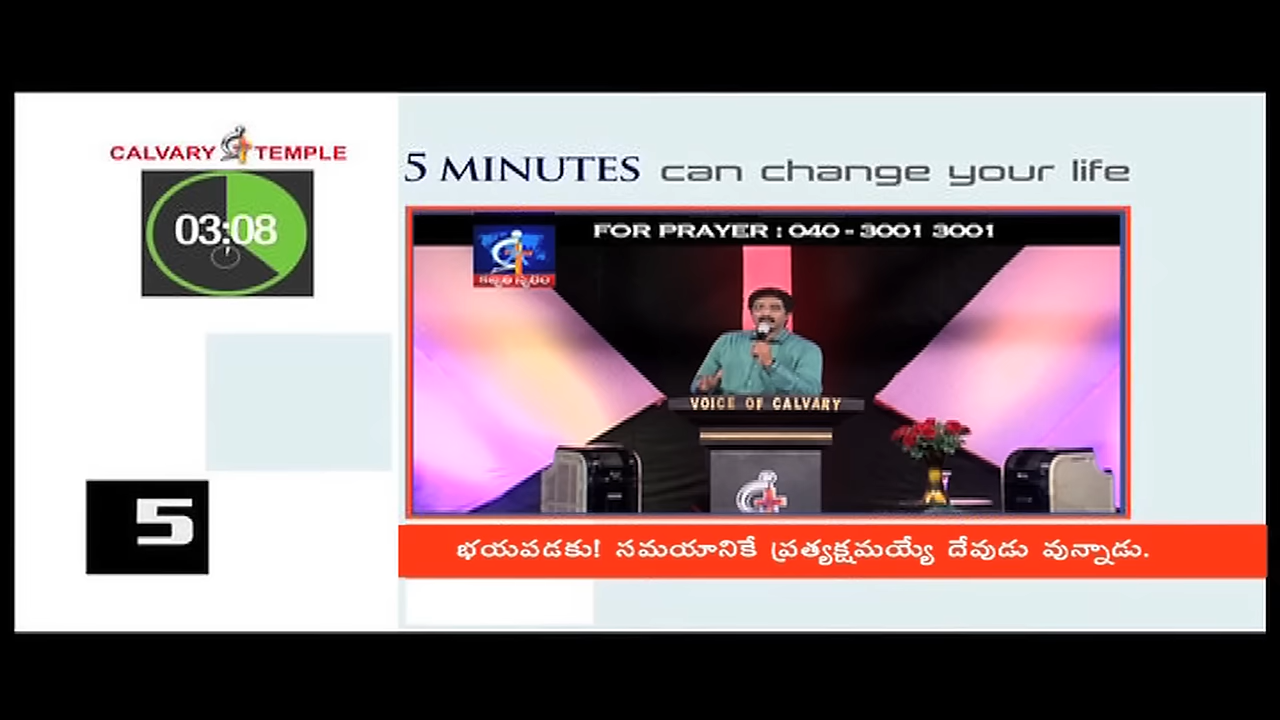 CALVARY TEMPLE
03:08
5 MINUTES can change your life
FOR PRAYER : 040 - 3001 3001
VOICE OF CALVARY
5
భయపడకు! సమయానికే ప్రత్యక్షమయ్యే దేవుడు వున్నాడు.